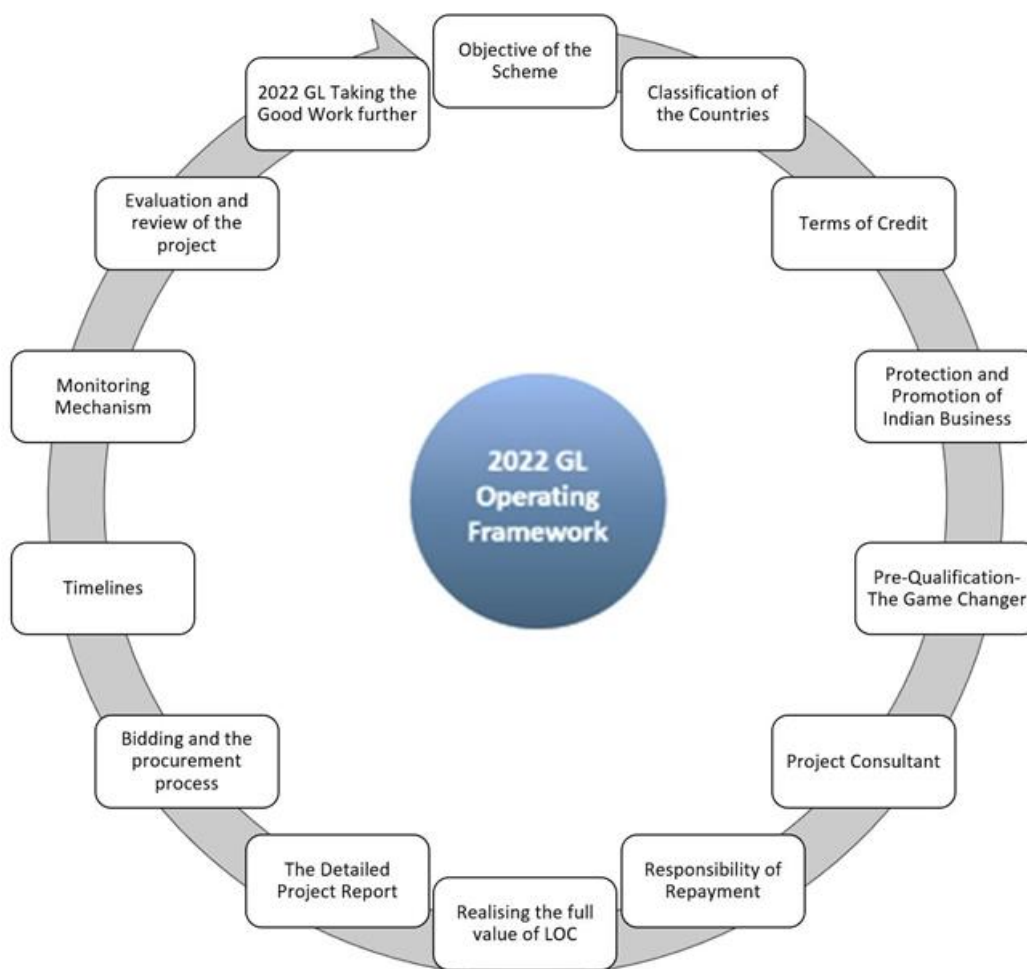 Objective of the
Scheme
Classification of
the Countries
Terms of Credit
Protection and
Promotion of
Indian Business
Pre-Qualification-
The Game Changer
Project Consultant
Responsibility of
Repayment
Realising the full
value of LOC
The Detailed
Project Report
Bidding and the
procurement
process
Timelines
Monitoring
Mechanism
Evaluation and
review of the
project
2022 GL Taking the
Good Work further
2022 GL
Operating
Framework